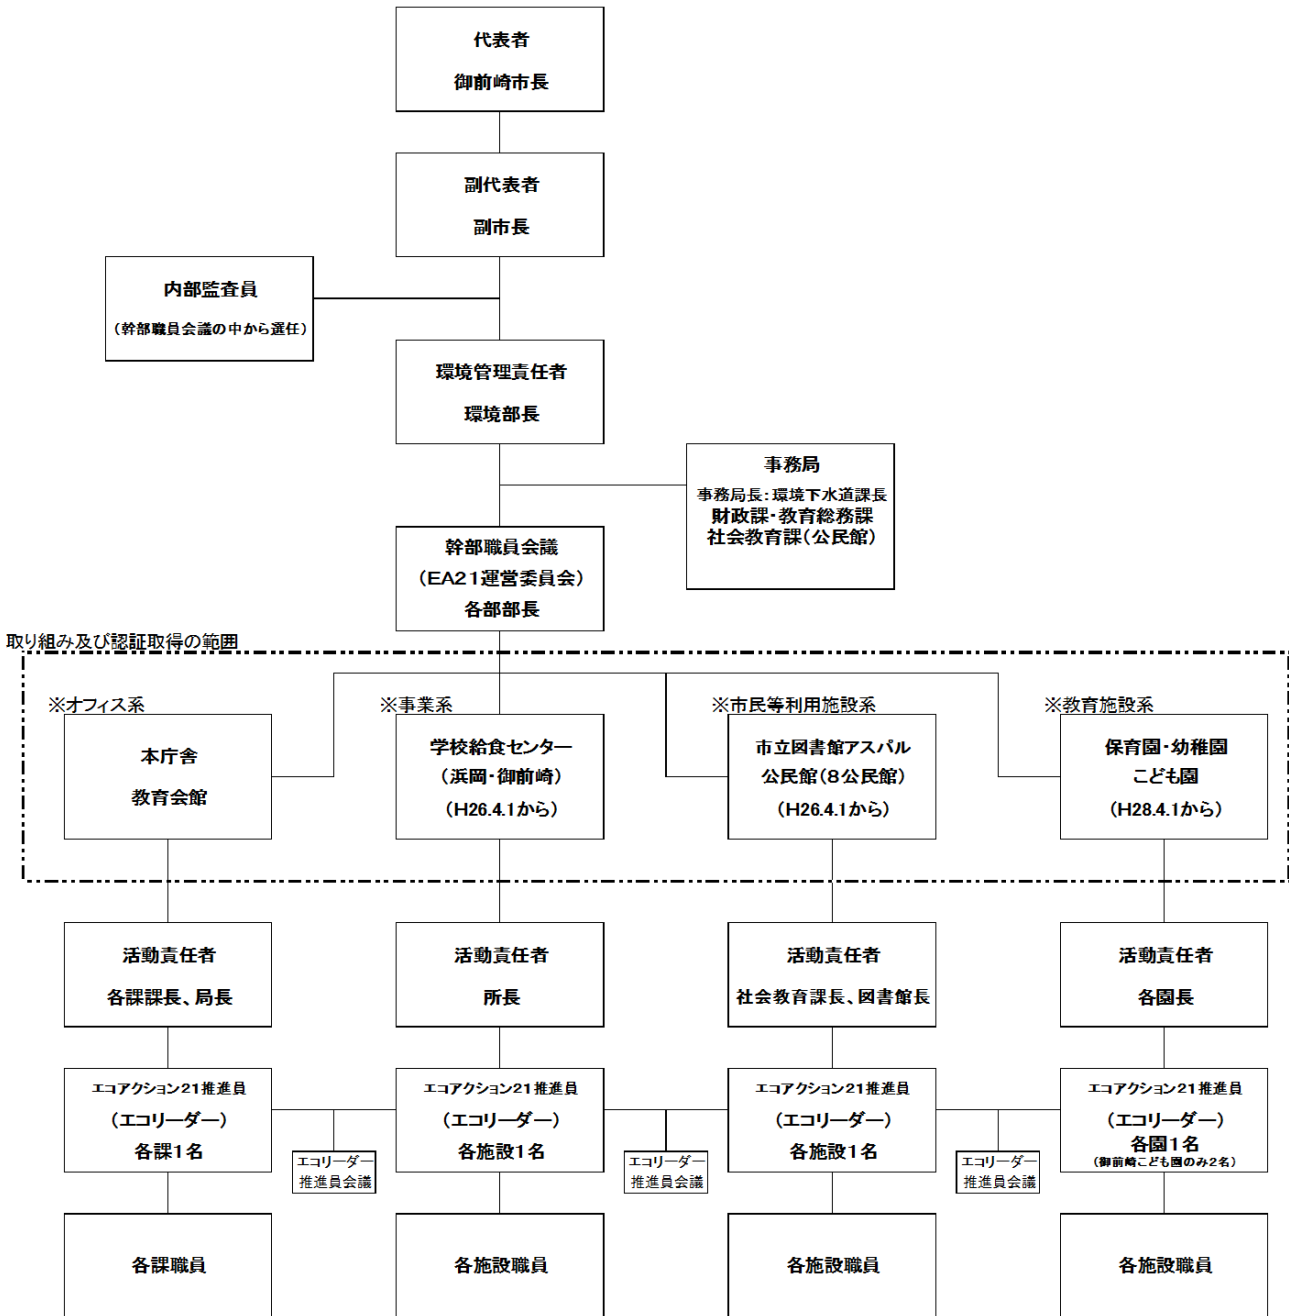 代表者
御前崎市長
副代表者
副市長
内部監査員
(幹部職員会議の中から選任)
環境管理責任者
環境部長
事務局
事務局長:環境下水道課長
財政課・教育総務課
社会教育課(公民館)
幹部職員会議
(EA21運営委員会)
各部部長
取り組み及び認証取得の範囲
※オフィス系
本庁舎
教育会館
※事業系
学校給食センター
(浜岡・御前崎)
(H26.4.1から)
※市民等利用施設系
市立図書館アスパル
公民館(8公民館)
(H26.4.1から)
※教育施設系
保育園・幼稚園
こども園
(H28.4.1から)
活動責任者
各課課長、局長
活動責任者
所長
活動責任者
社会教育課長、図書館長
活動責任者
各園長
エコアクション21推進員
(エコリーダー)
各課1名
エコリーダー
推進員会議
エコアクション21推進員
(エコリーダー)
各施設1名
エコリーダー
推進員会議
エコアクション21推進員
(エコリーダー)
各施設1名
エコリーダー
推進員会議
エコアクション21推進員
(エコリーダー)
各園1名
(御前崎こども園のみ2名)
各課職員
各施設職員
各施設職員
各施設職員